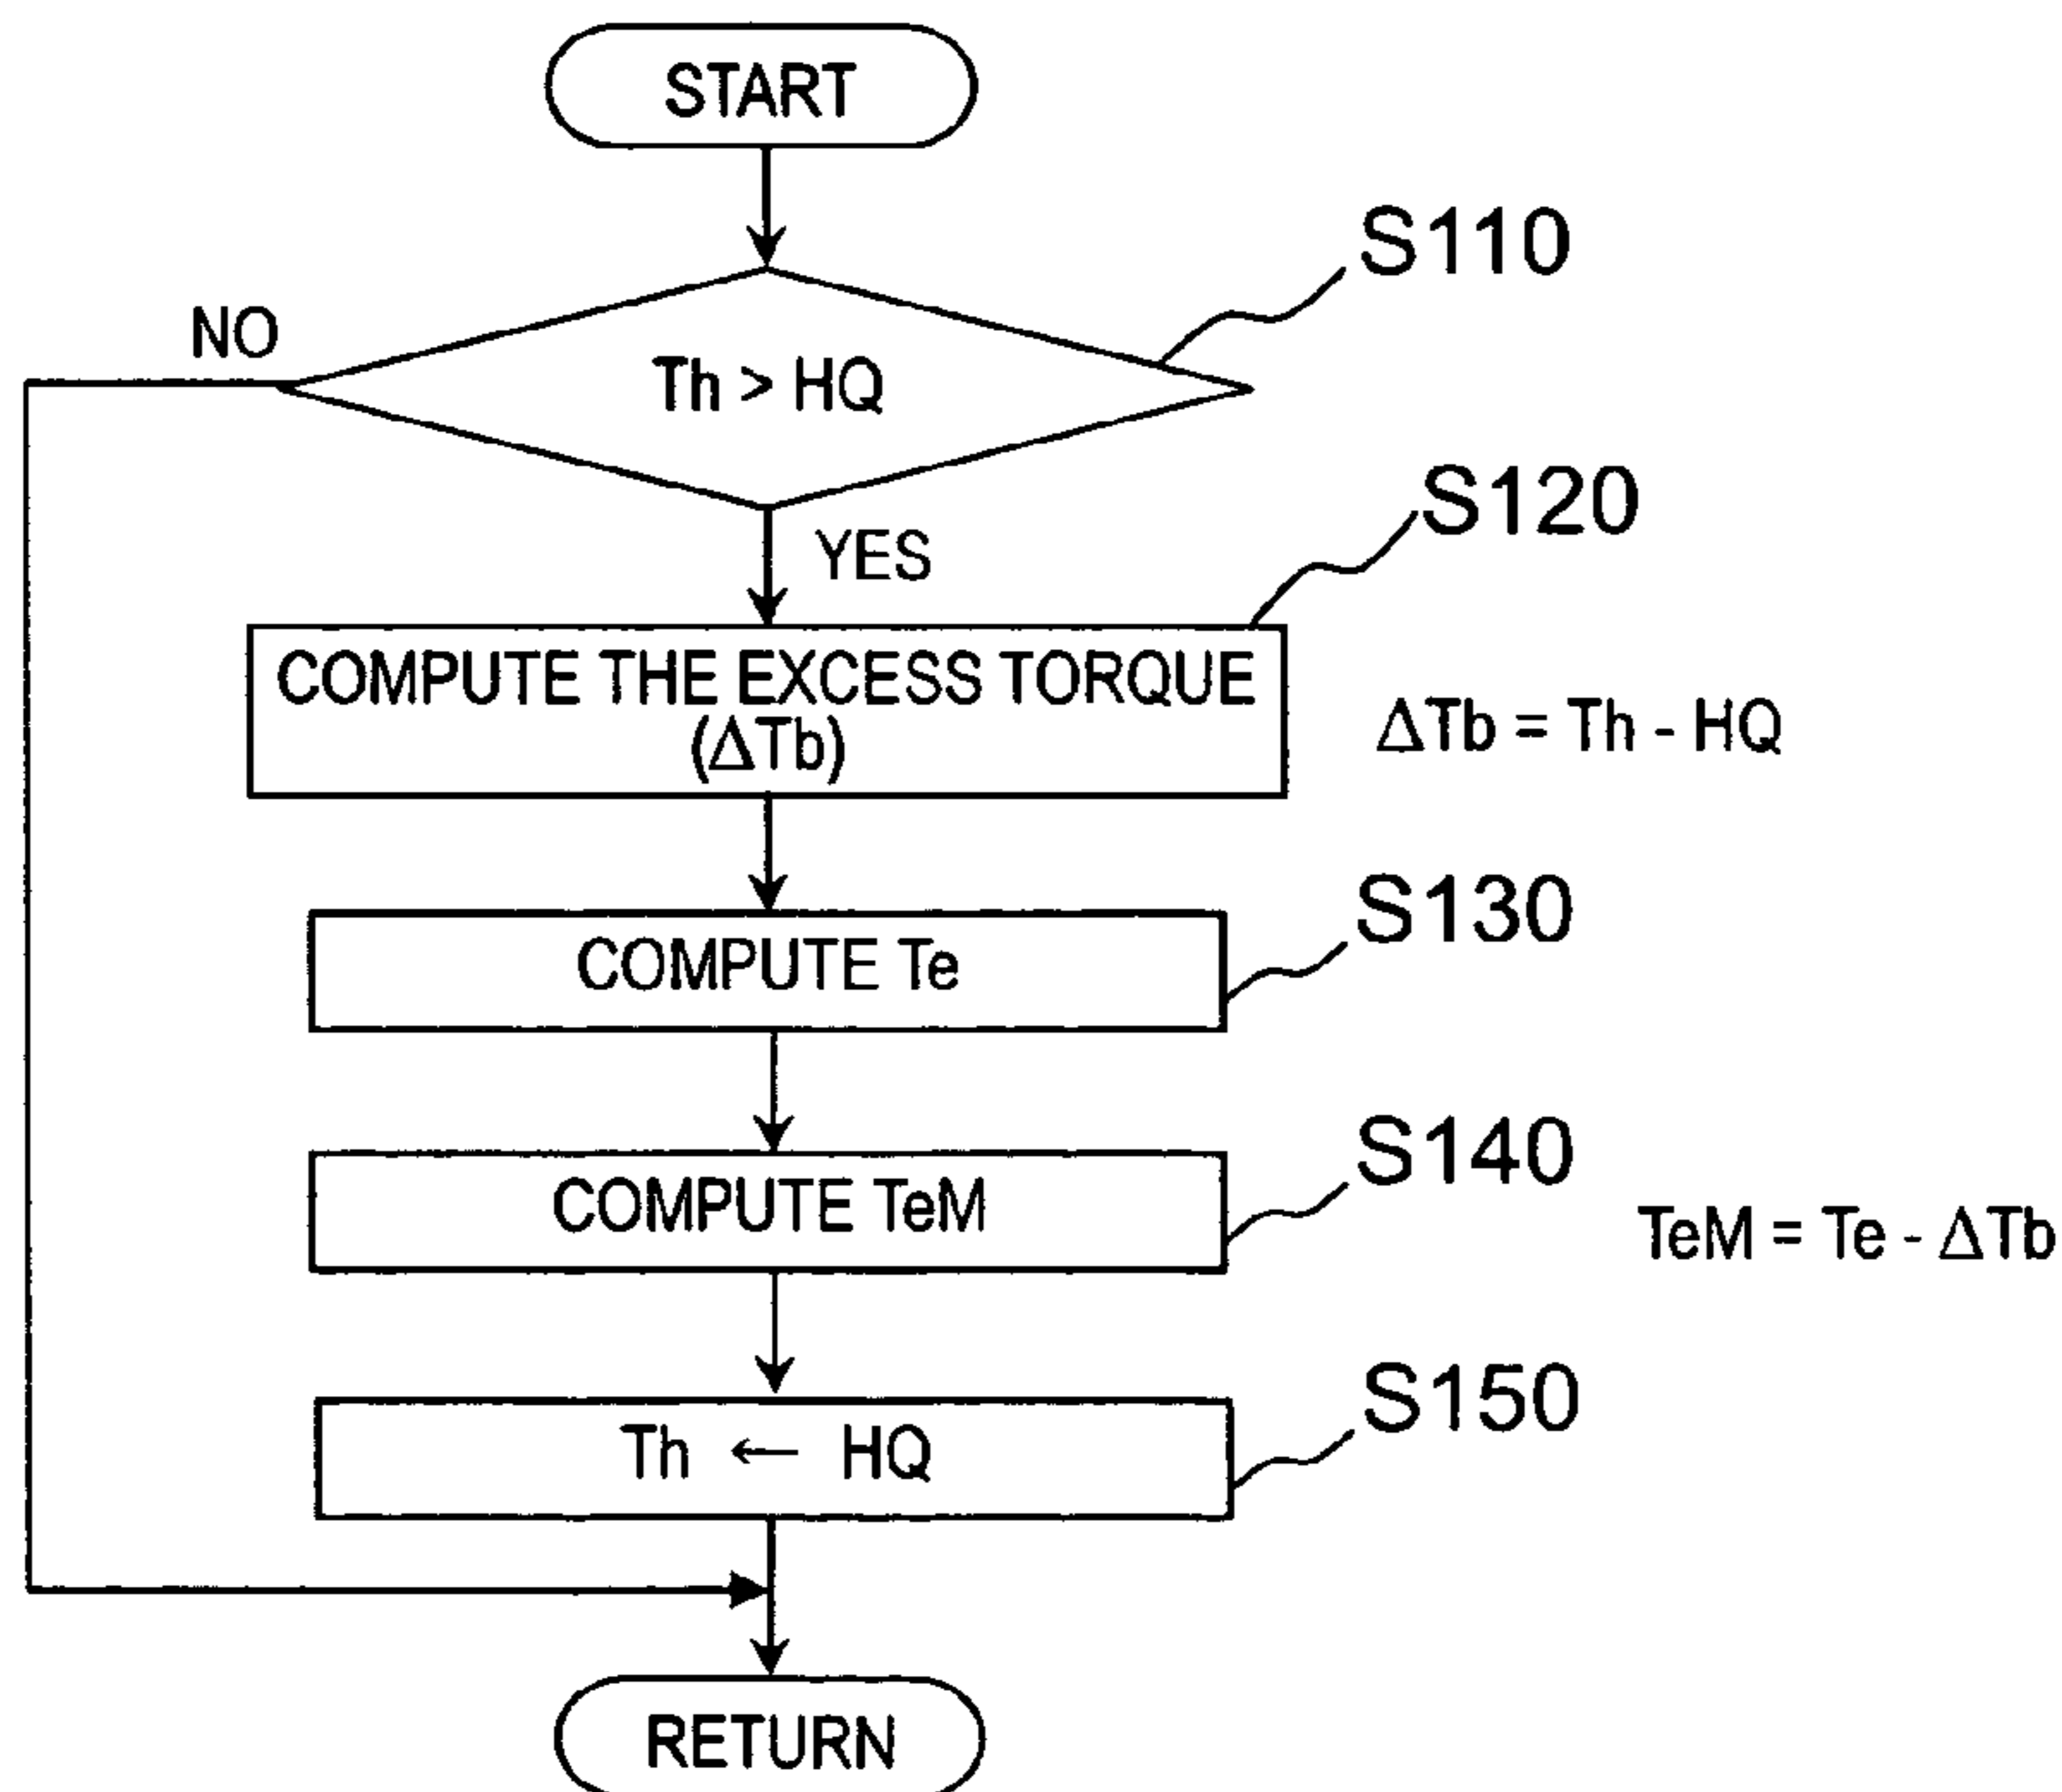 START
S110
NO
Th > HQ
S120
YES
COMPUTE THE EXCESS TORQUE
(ΔTb)
ΔTb = Th - HQ
S130
COMPUTE Te
S140
COMPUTE TeM
TeM = Te - ΔTb
S150
Th ← HQ
RETURN